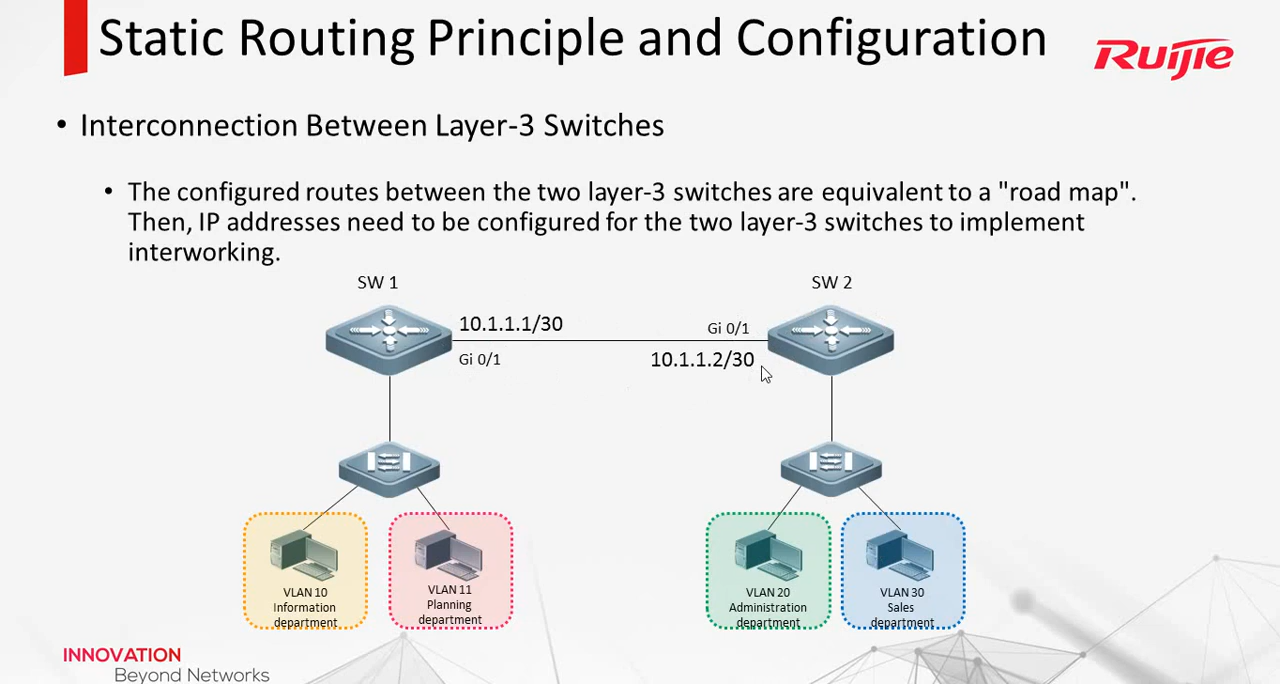 Static Routing Principle and Configuration
Ruijie
• Interconnection Between Layer-3 Switches
• The configured routes between the two layer-3 switches are equivalent to a "road map".
Then, IP addresses need to be configured for the two layer-3 switches to implement
interworking.
SW 1
SW 2
10.1.1.1/30
Gi 0/1
Gi 0/1
10.1.1.2/30
VLAN 10
Information
department
VLAN 11
Planning
department
VLAN 20
Administration
department
VLAN 30
Sales
department
INNOVATION
Beyond Networks